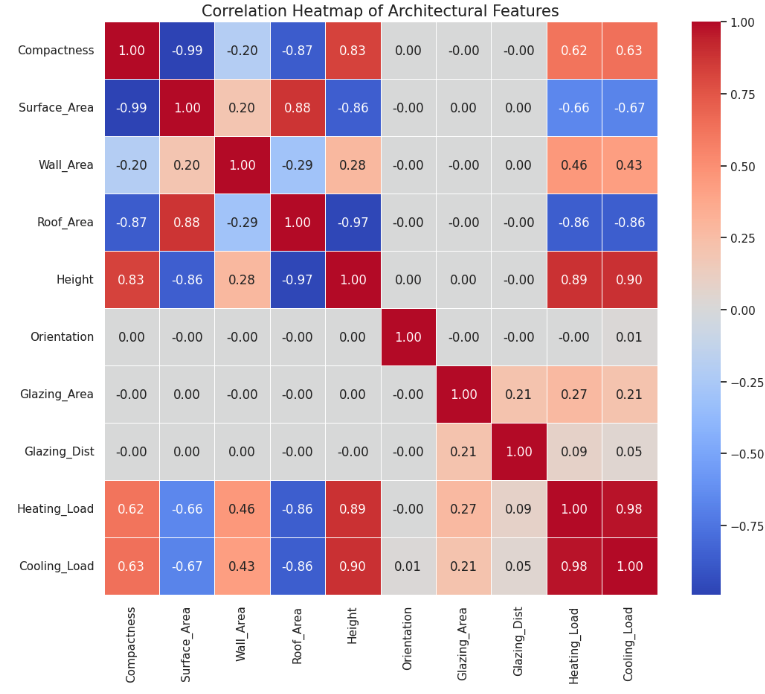 Correlation Heatmap of Architectural Features
Compactness 1.00 -0.99 -0.20 -0.87 0.83 0.00 -0.00 -0.00 0.62 0.63
Surface_Area -0.99 1.00 0.20 0.88 -0.86 -0.00 0.00 0.00 -0.66 -0.67
Wall_Area -0.20 0.20 1.00 -0.29 0.28 -0.00 -0.00 0.00 0.46 0.43
Roof_Area -0.87 0.88 -0.29 1.00 -0.97 -0.00 -0.00 -0.00 -0.86 -0.86
Height 0.83 -0.86 0.28 -0.97 1.00 0.00 0.00 -0.00 0.89 0.90
Orientation 0.00 -0.00 -0.00 -0.00 0.00 1.00 -0.00 -0.00 -0.00 0.01
Glazing_Area -0.00 0.00 -0.00 -0.00 0.00 -0.00 1.00 0.21 0.27 0.21
Glazing_Dist -0.00 0.00 0.00 -0.00 -0.00 -0.00 0.21 1.00 0.09 0.05
Heating_Load 0.62 -0.66 0.46 -0.86 0.89 -0.00 0.27 0.09 1.00 0.98
Cooling_Load 0.63 -0.67 0.43 -0.86 0.90 0.01 0.21 0.05 0.98 1.00
Compactness Surface_Area Wall_Area Roof_Area Height Orientation Glazing_Area Glazing_Dist Heating_Load Cooling_Load
1.00
0.75
0.50
0.25
0.00
−0.25
−0.50
−0.75